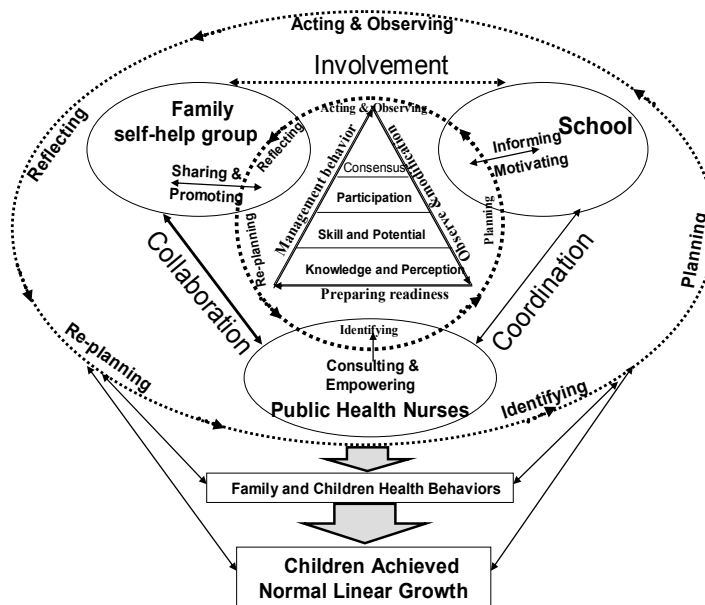 Acting & Observing
Involvement
Family
self-help group
Acting & Observing
School
Reflecting
Reflecting
Informing
Motivating
Sharing &
Promoting
Management behavior
Consensus
Observe &modification
Participation
Planning
Skill and Potential
Re-planning
Knowledge and Perception
Preparing readiness
Planning
Collaboration
Coordination
Identifying
Re-planning
Consulting &
Empowering
Public Health Nurses
Identifying
Family and Children Health Behaviors
Children Achieved
Normal Linear Growth